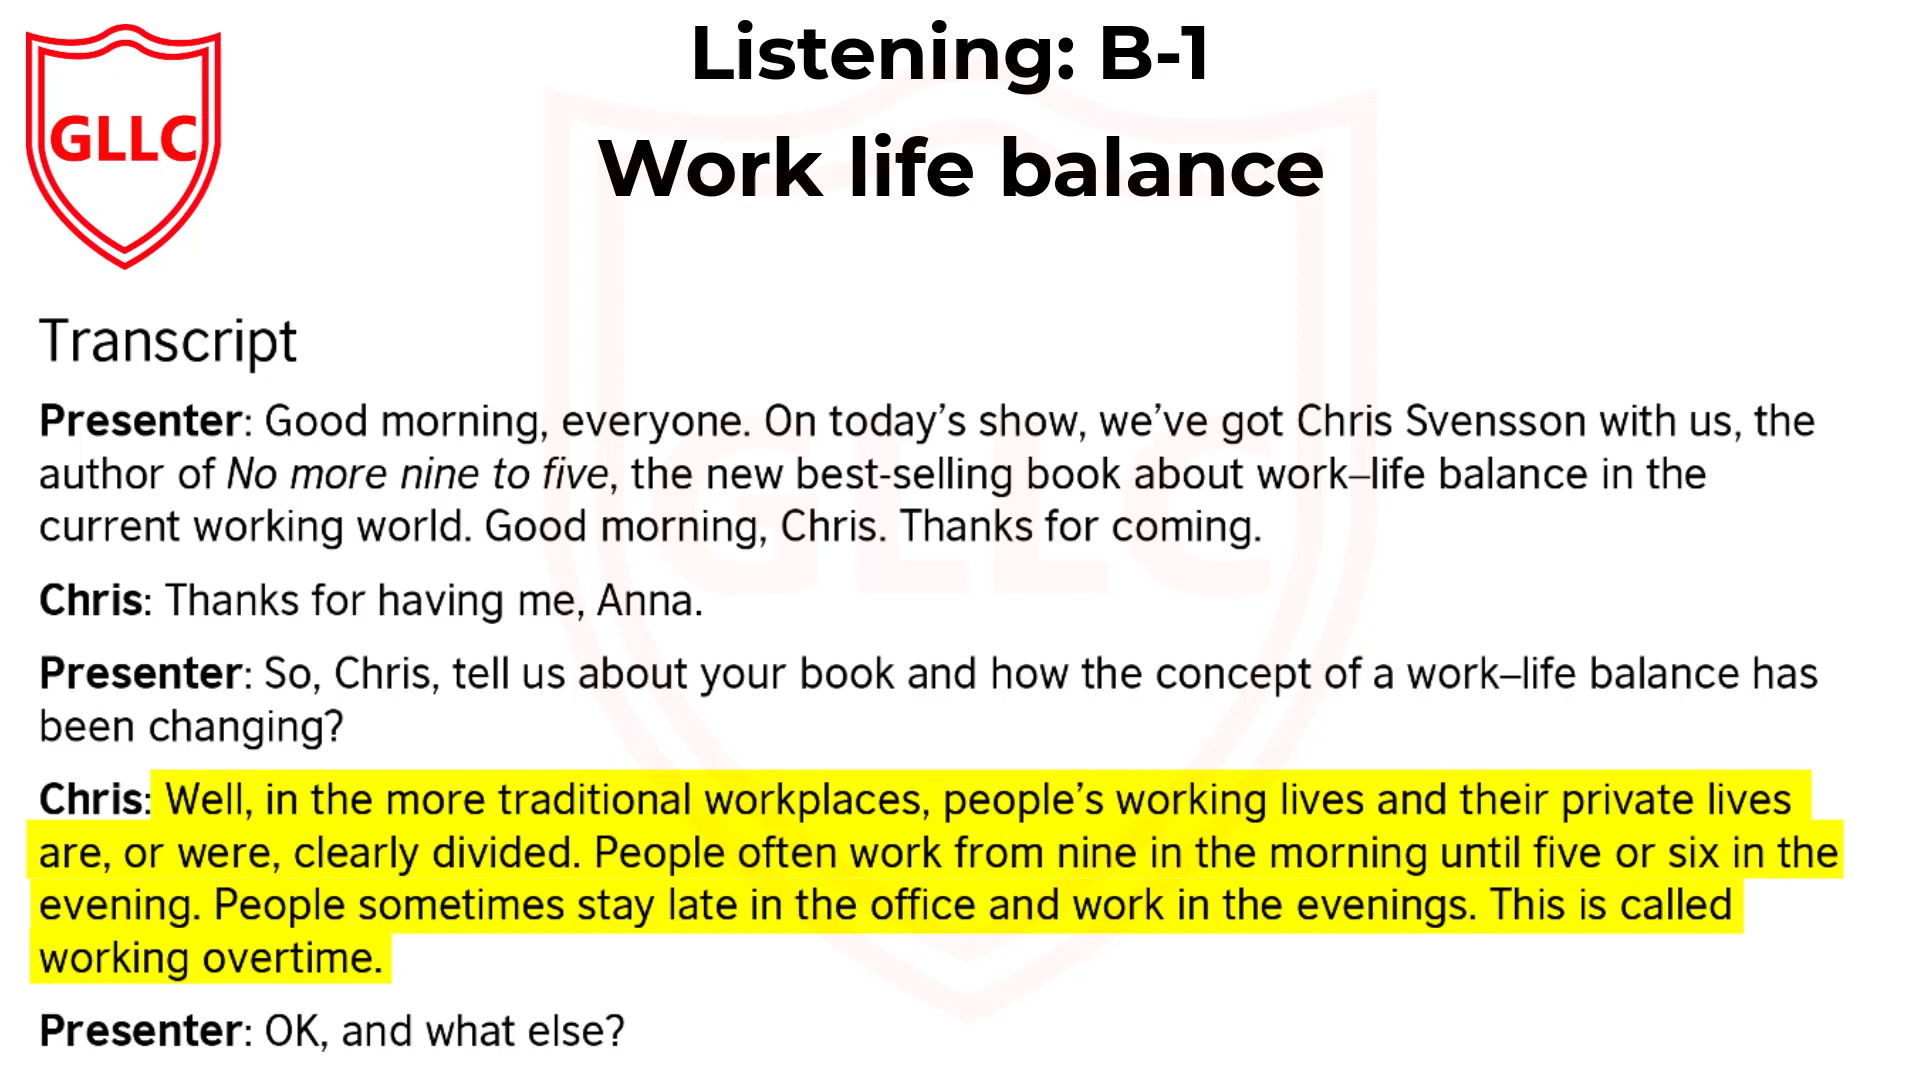 GLLC
Listening: B-1
Work life balance
Transcript
Presenter: Good morning, everyone. On today’s show, we’ve got Chris Svensson with us, the
author of No more nine to five, the new best-selling book about work–life balance in the
current working world. Good morning, Chris. Thanks for coming.
Chris: Thanks for having me, Anna.
Presenter: So, Chris, tell us about your book and how the concept of a work–life balance has
been changing?
Chris: Well, in the more traditional workplaces, people’s working lives and their private lives
are, or were, clearly divided. People often work from nine in the morning until five or six in the
evening. People sometimes stay late in the office and work in the evenings. This is called
working overtime.
Presenter: OK, and what else?
GLLC